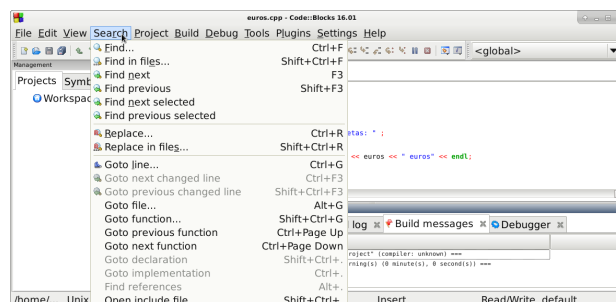 euros.cpp - Code::Blocks 16.01
File Edit View Search Project Build Debug Tools Plugins Settings Help
<global>
Management
Projects Symb
Workspac
Find... Ctrl+F
Find in files... Shift+Ctrl+F
Find next F3
Find previous Shift+F3
Find next selected
Find previous selected
Replace... Ctrl+R
Replace in files... Shift+Ctrl+R
Goto line... Ctrl+G
Goto next changed line Ctrl+F3
Goto previous changed line Shift+Ctrl+F3
Goto file... Alt+G
Goto function... Shift+Ctrl+G
Goto previous function Ctrl+Page Up
Goto next function Ctrl+Page Down
Goto declaration Shift+Ctrl+.
Goto implementation Ctrl+.
Find references Alt+.
Open include file Shift+Ctrl+.
etas: " ;
<< euros << " euros" << endl;
log Build messages Debugger
roject" (compiler: unknown) ===
rning(s) (0 minute(s), 0 second(s)) ===
/home/... Unix Insert Read/Write default